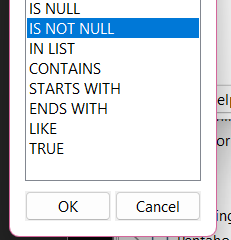 IS NULL
IS NOT NULL
IN LIST
CONTAINS
STARTS WITH
ENDS WITH
LIKE
TRUE
OK
Cancel